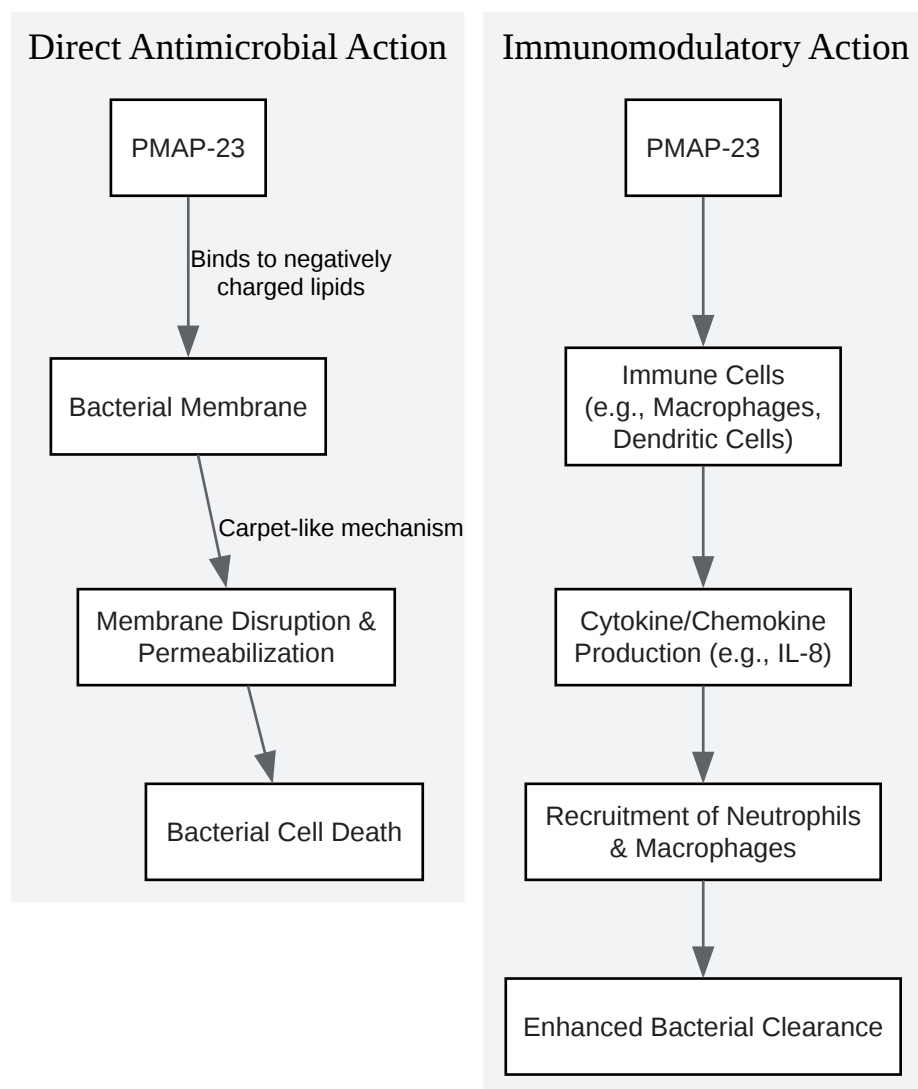 Direct Antimicrobial Action
PMAP-23
Binds to negatively
charged lipids
Bacterial Membrane
Carpet-like mechanism
Membrane Disruption &
Permeabilization
Bacterial Cell Death
Immunomodulatory Action
PMAP-23
Immune Cells
(e.g., Macrophages,
Dendritic Cells)
Cytokine/Chemokine
Production (e.g., IL-8)
Recruitment of Neutrophils
& Macrophages
Enhanced Bacterial Clearance